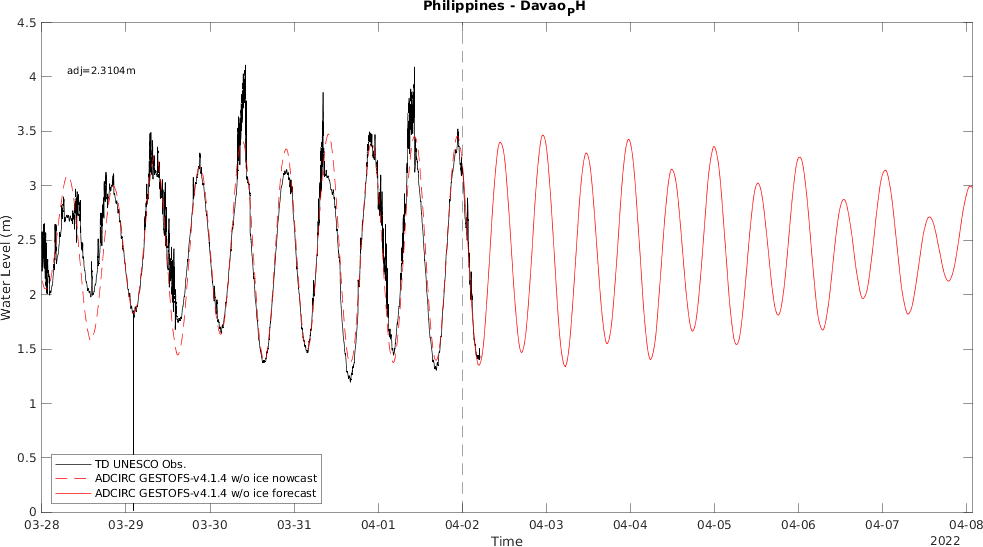 Philippines - Davao_pH
adj=2.3104m
4.5
4
3.5
3
2.5
2
1.5
1
0.5
0
Water Level (m)
TD UNESCO Obs.
ADCIRC GESTOFS-v4.1.4 w/o ice nowcast
ADCIRC GESTOFS-v4.1.4 w/o ice forecast
03-28 03-29 03-30 03-31 04-01 04-02 04-03 04-04 04-05 04-06 04-07 04-08
Time
2022